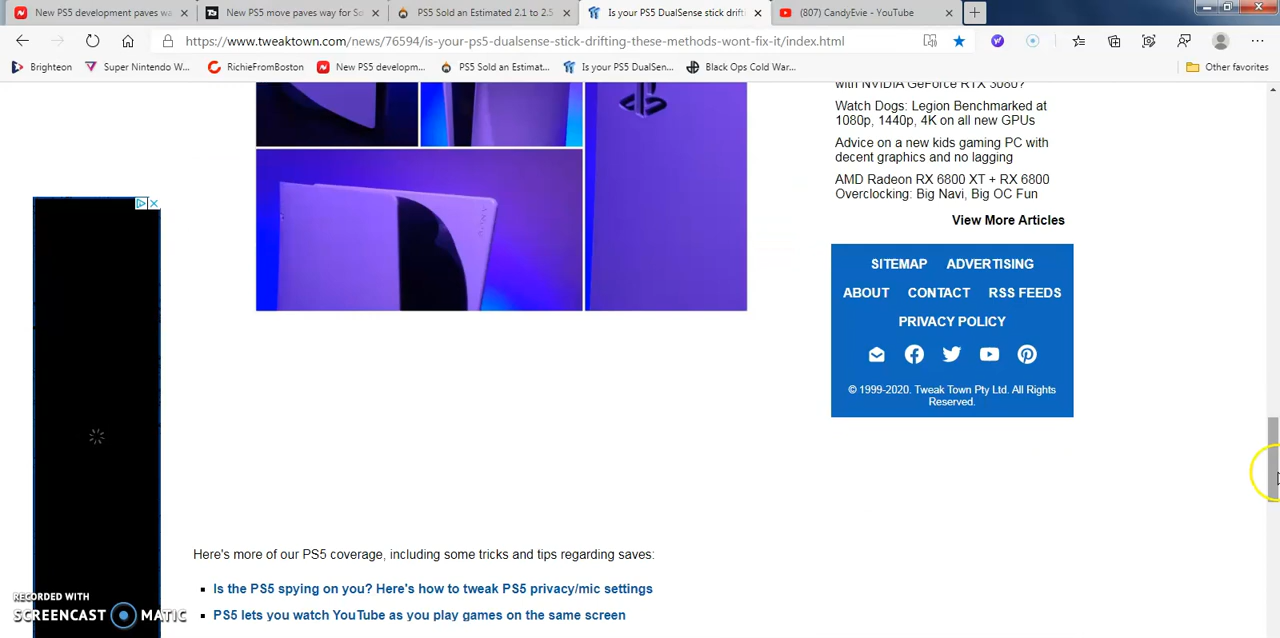 New PS5 development paves wa
New PS5 move paves way for So
PS5 Sold an Estimated 2.1 to 2.5
Is your PS5 DualSense stick drifti
(807) CandyEvie - YouTube
https://www.tweaktown.com/news/76594/is-your-ps5-dualsense-stick-drifting-these-methods-wont-fix-it/index.html
Brighteon
Super Nintendo W...
RichieFromBoston
New PS5 developm...
PS5 Sold an Estimat...
Is your PS5 DualSen...
Black Ops Cold War...
Other favorites
with NVIDIA GeForce RTX 3080?
Watch Dogs: Legion Benchmarked at
1080p, 1440p, 4K on all new GPUs
Advice on a new kids gaming PC with
decent graphics and no lagging
AMD Radeon RX 6800 XT + RX 6800
Overclocking: Big Navi, Big OC Fun
View More Articles
SITEMAP ADVERTISING
ABOUT CONTACT RSS FEEDS
PRIVACY POLICY
© 1999-2020. Tweak Town Pty Ltd. All Rights
Reserved.
SONY
Here's more of our PS5 coverage, including some tricks and tips regarding saves:
Is the PS5 spying on you? Here's how to tweak PS5 privacy/mic settings
PS5 lets you watch YouTube as you play games on the same screen
RECORDED WITH
SCREENCAST MATIC